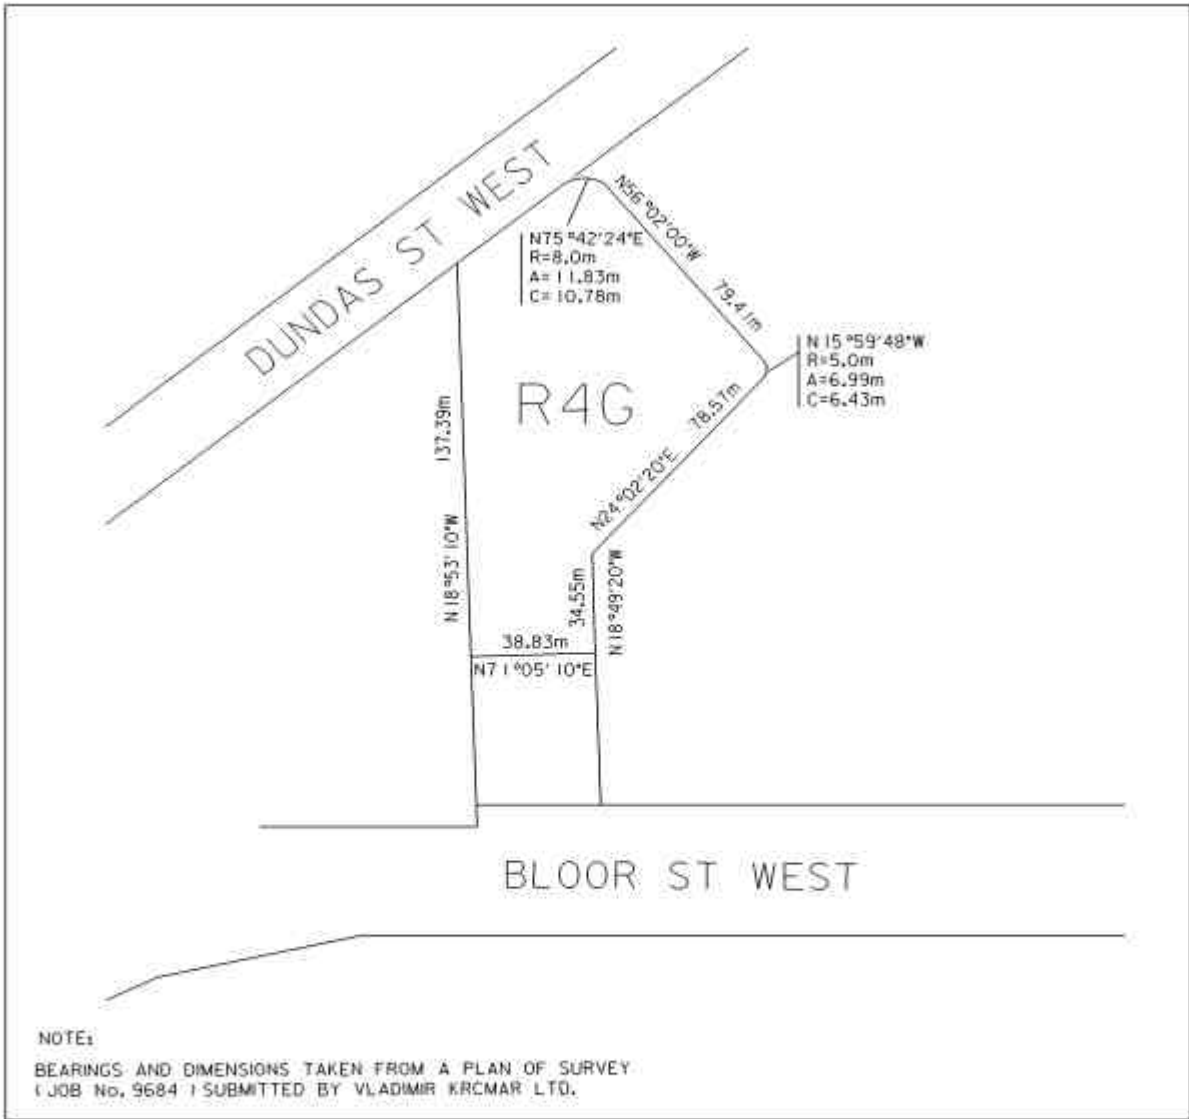 DUNDAS ST WEST
N56°02'00"W
79.41m
N75°42'24"E
R=8.0m
A=11.83m
C=10.78m
N15°59'48"W
R=5.0m
A=6.99m
C=6.43m
R4G
137.39m
N18°53'10"W
78.57m
N24°02'20"E
34.55m
N18°49'20"W
38.83m
N71°05'10"E
BLOOR ST WEST
NOTE:
BEARINGS AND DIMENSIONS TAKEN FROM A PLAN OF SURVEY
( JOB No. 9684 ) SUBMITTED BY VLADIMIR KRCMAR LTD.